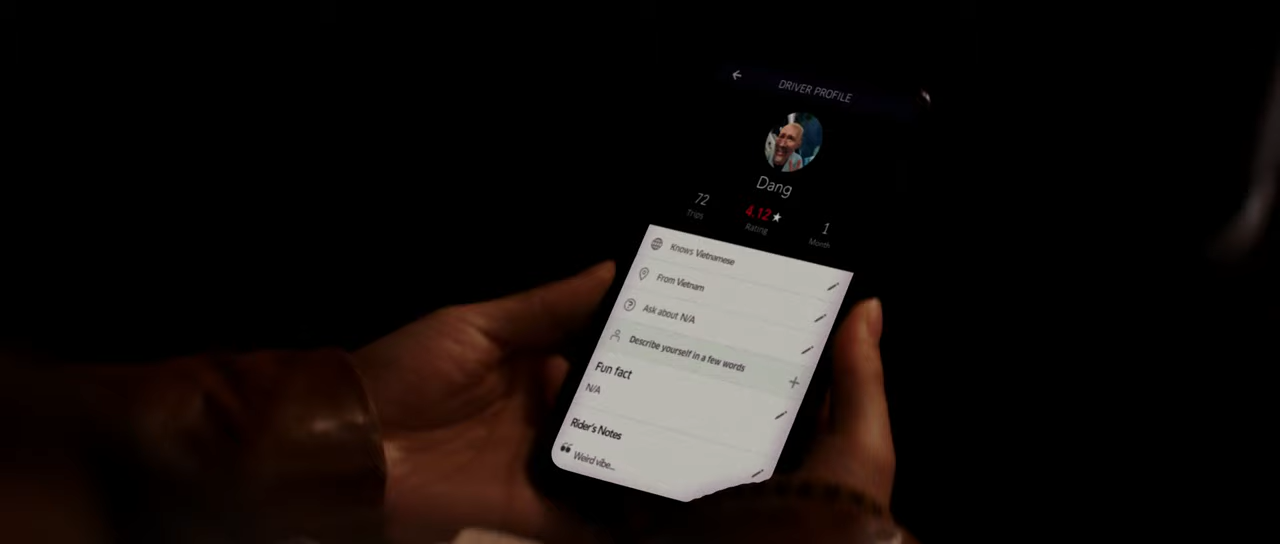 DRIVER PROFILE
Dang
72
Trips
4.12
Rating
1
Month
Knows Vietnamese
From Vietnam
Ask about N/A
Describe yourself in a few words
Fun fact
N/A
Rider's Notes
Weird vibe...